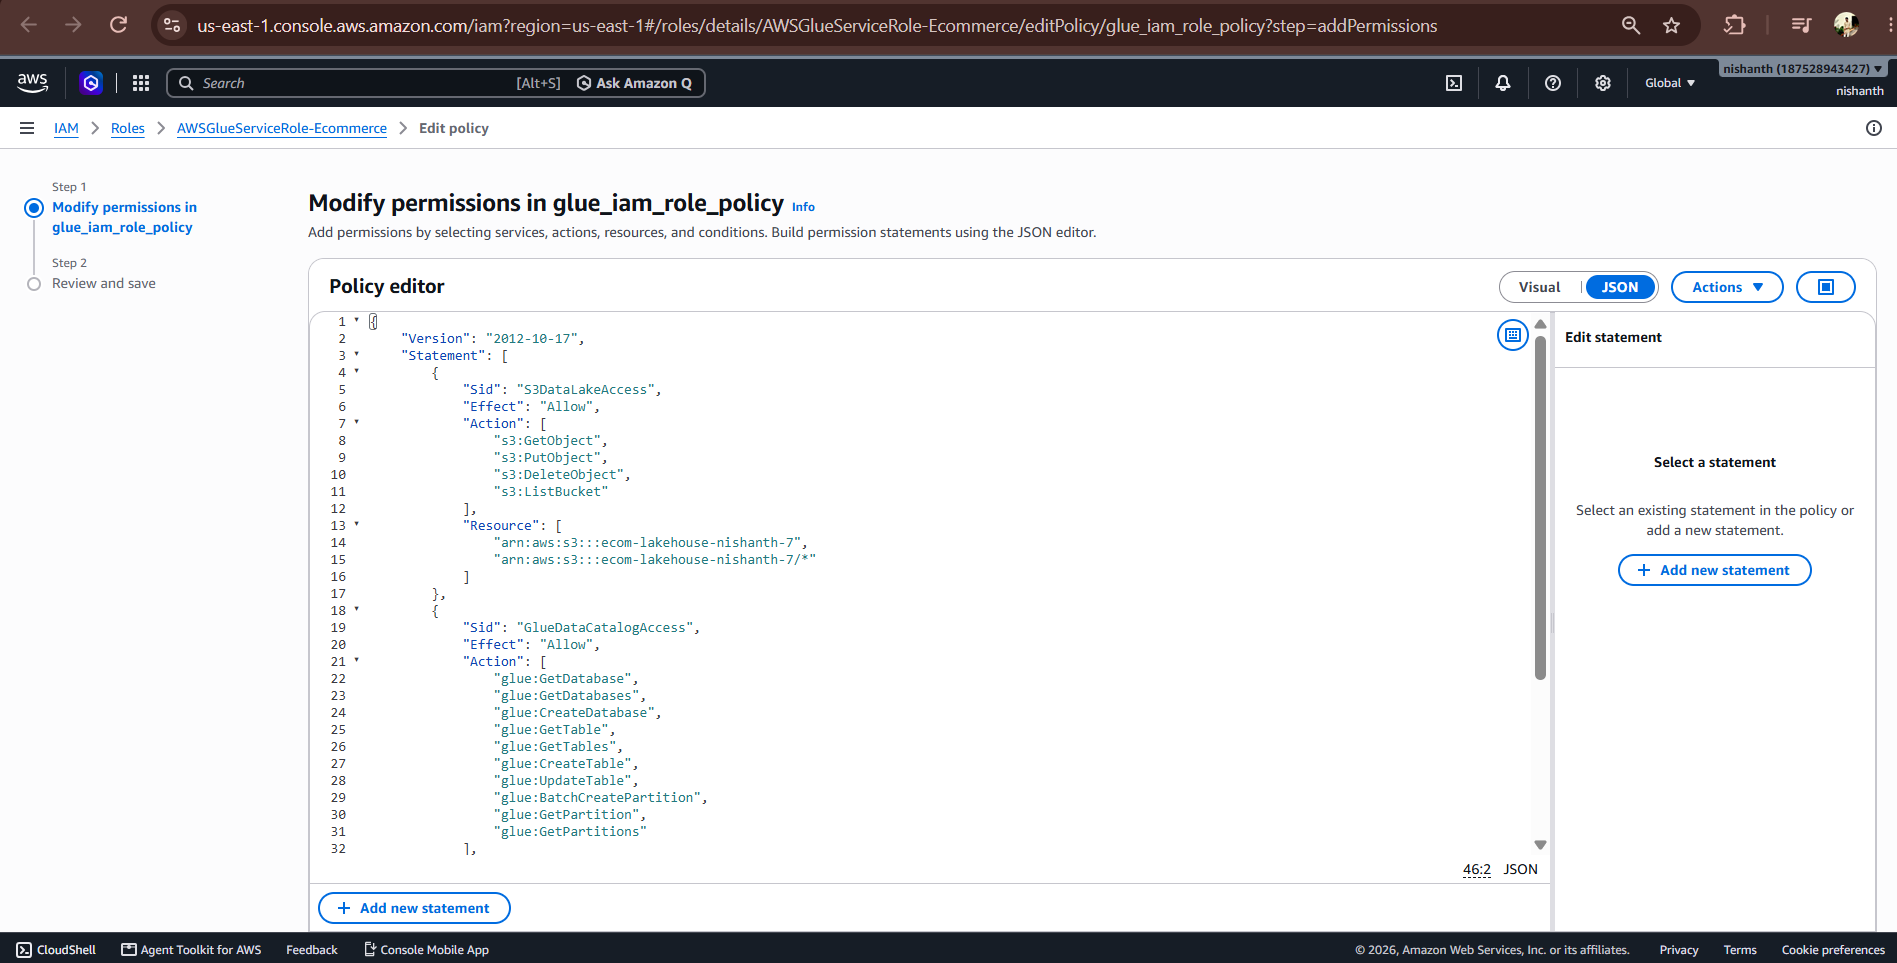 us-east-1.console.aws.amazon.com/iam?region=us-east-1#/roles/details/AWSGlueServiceRole-Ecommerce/editPolicy/glue_iam_role_policy?step=addPermissions
aws
Search
[Alt+S]
Ask Amazon Q
Global
nishanth (187528943427)
nishanth
IAM
Roles
AWSGlueServiceRole-Ecommerce
Edit policy
Step 1
Modify permissions in
glue_iam_role_policy
Step 2
Review and save
Modify permissions in glue_iam_role_policy Info
Add permissions by selecting services, actions, resources, and conditions. Build permission statements using the JSON editor.
Policy editor
Visual
JSON
Actions
1 {
2 "Version": "2012-10-17",
3 "Statement": [
4 {
5 "Sid": "S3DataLakeAccess",
6 "Effect": "Allow",
7 "Action": [
8 "s3:GetObject",
9 "s3:PutObject",
10 "s3:DeleteObject",
11 "s3:ListBucket"
12 ],
13 "Resource": [
14 "arn:aws:s3:::ecom-lakehouse-nishanth-7",
15 "arn:aws:s3:::ecom-lakehouse-nishanth-7/*"
16 ]
17 },
18 {
19 "Sid": "GlueDataCatalogAccess",
20 "Effect": "Allow",
21 "Action": [
22 "glue:GetDatabase",
23 "glue:GetDatabases",
24 "glue:CreateDatabase",
25 "glue:GetTable",
26 "glue:GetTables",
27 "glue:CreateTable",
28 "glue:UpdateTable",
29 "glue:BatchCreatePartition",
30 "glue:GetPartition",
31 "glue:GetPartitions"
32 ],
46:2 JSON
+ Add new statement
Edit statement
Select a statement
Select an existing statement in the policy or
add a new statement.
+ Add new statement
CloudShell
Agent Toolkit for AWS
Feedback
Console Mobile App
© 2026, Amazon Web Services, Inc. or its affiliates.
Privacy
Terms
Cookie preferences